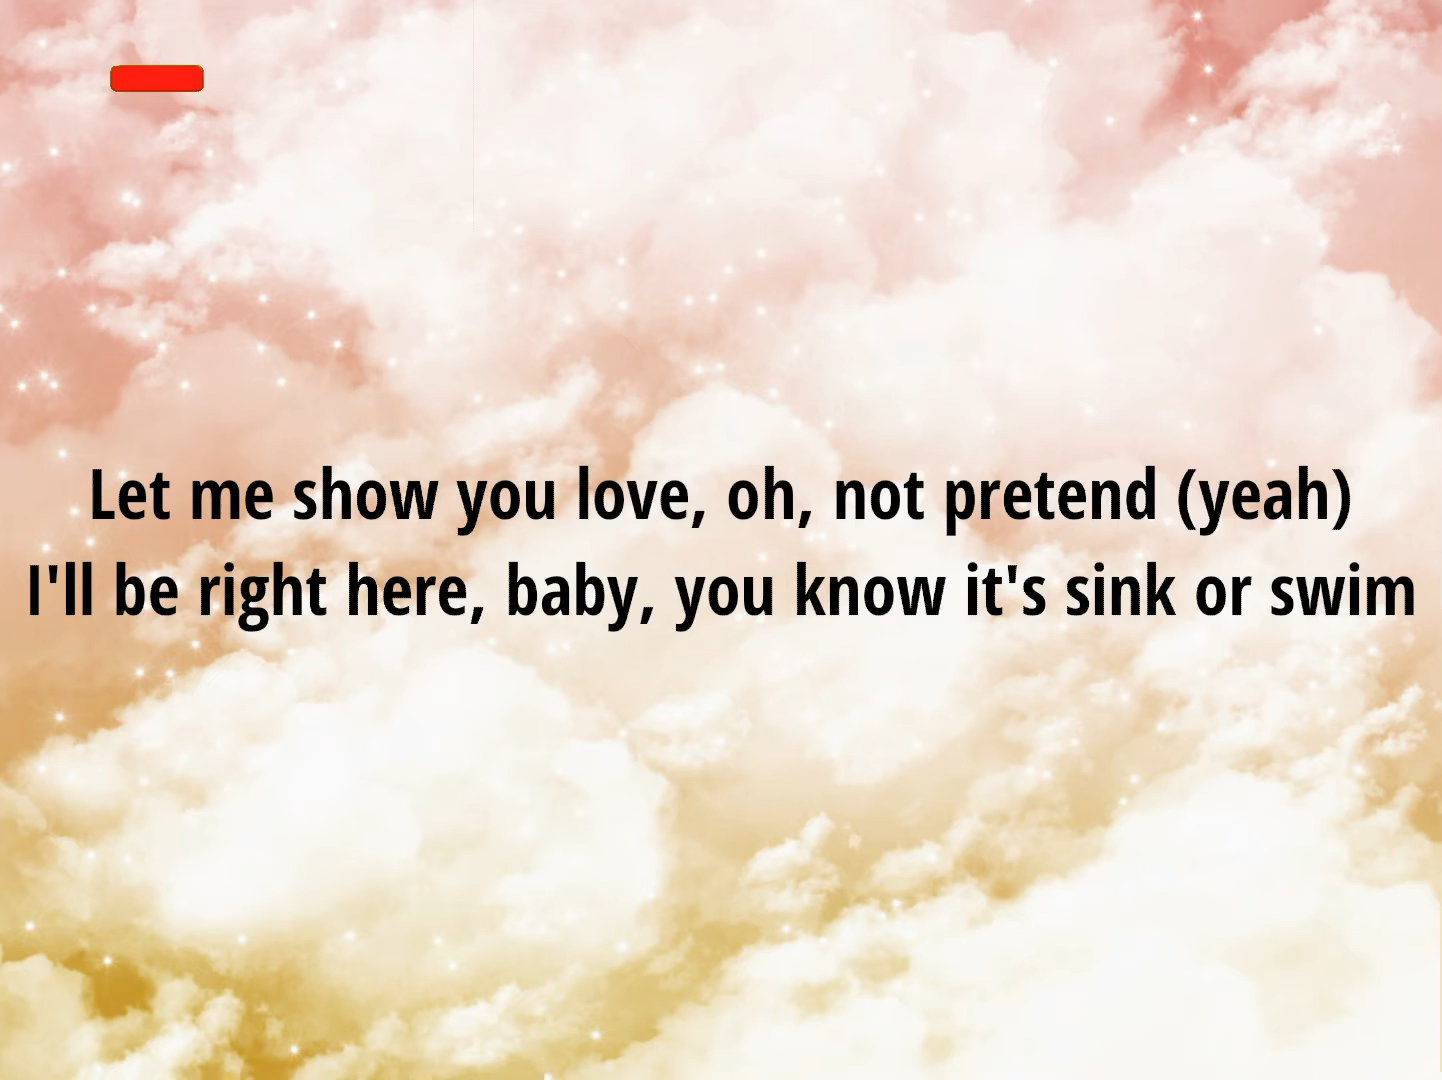 Let me show you love, oh, not pretend (yeah)
I'll be right here, baby, you know it's sink or swim